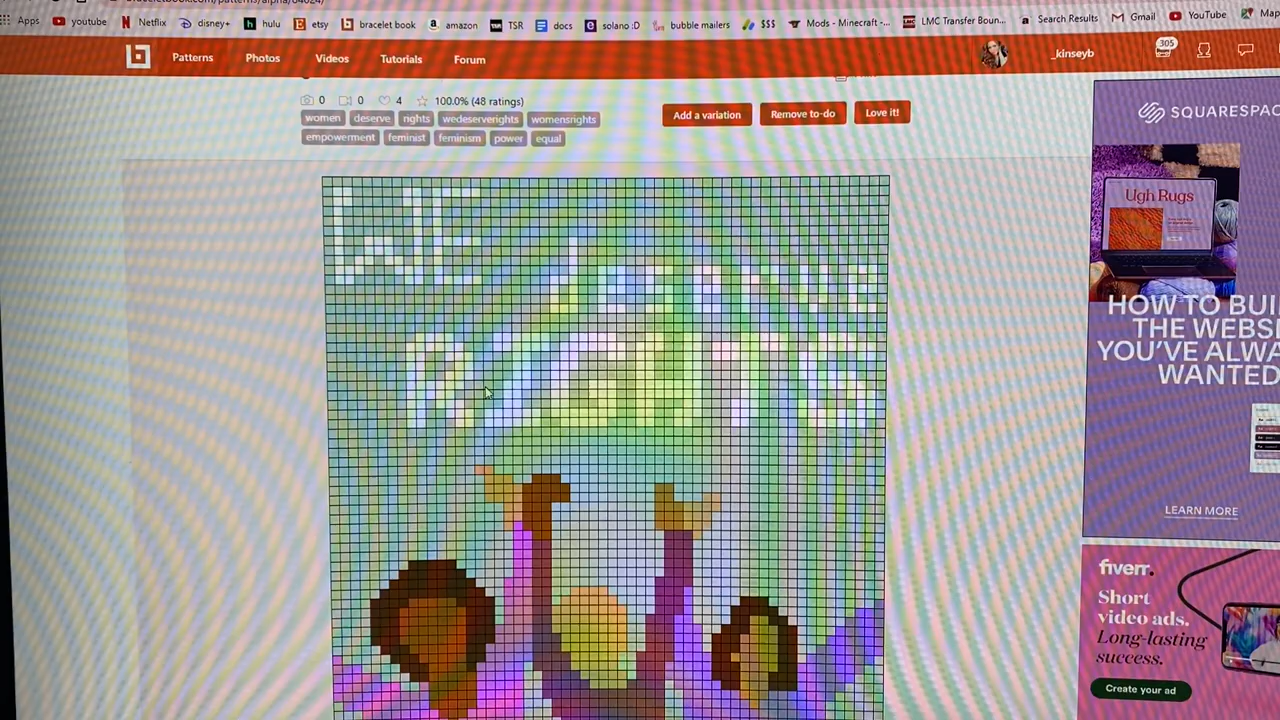 Apps youtube Netflix disney+ hulu etsy bracelet book amazon TSR docs solano :D bubble mailers $$$ Mods - Minecraft -... LMC Transfer Boun... Search Results Gmail YouTube
Patterns Photos Videos Tutorials Forum _kinseyb 305
0 0 4 100.0% (48 ratings)
women deserve rights wedeserverights womensrights
empowerment feminist feminism power equal
Add a variation Remove to-do Love it!
SQUARESPAC
Ugh Rugs
HOW TO BUI
THE WEBSI
YOU'VE ALWA
WANTED
LEARN MORE
fiverr.
Short
video ads.
Long-lasting
success.
Create your ad